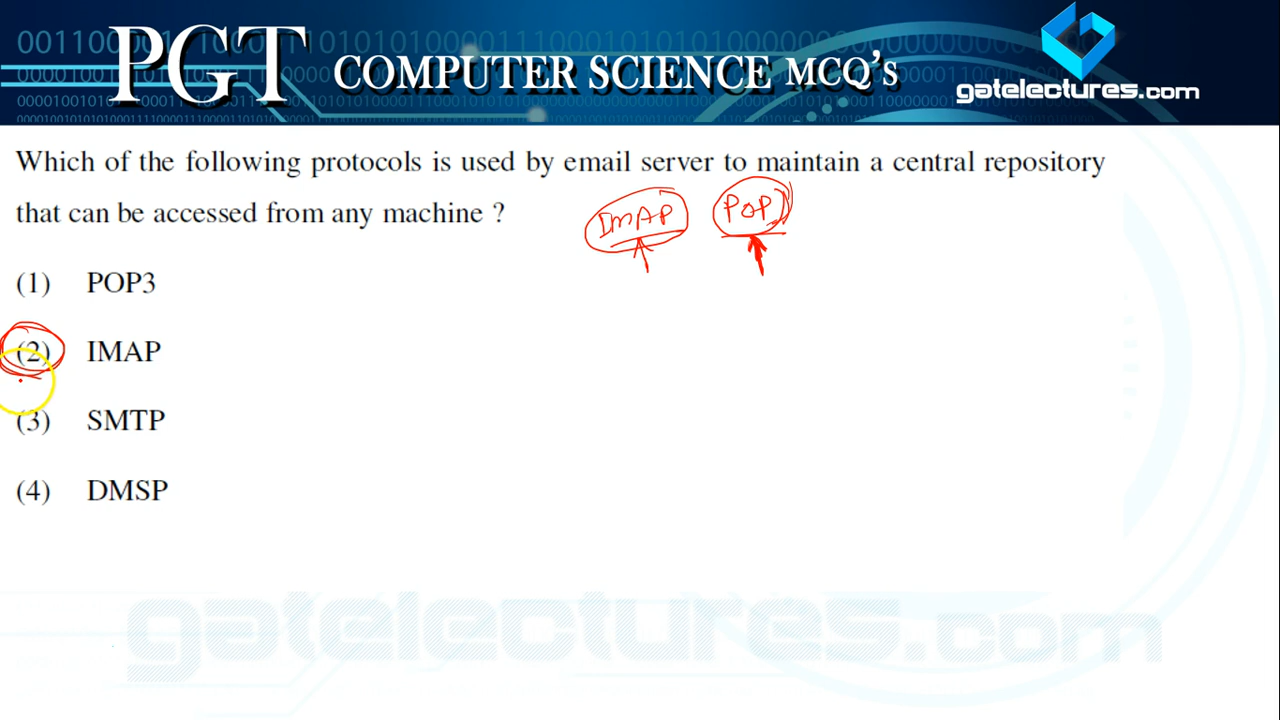 PGT COMPUTER SCIENCE MCQ'S
gatelectures.com
Which of the following protocols is used by email server to maintain a central repository
that can be accessed from any machine ?
IMAP POP3
(1) POP3
(2) IMAP
(3) SMTP
(4) DMSP
gatelectures.com